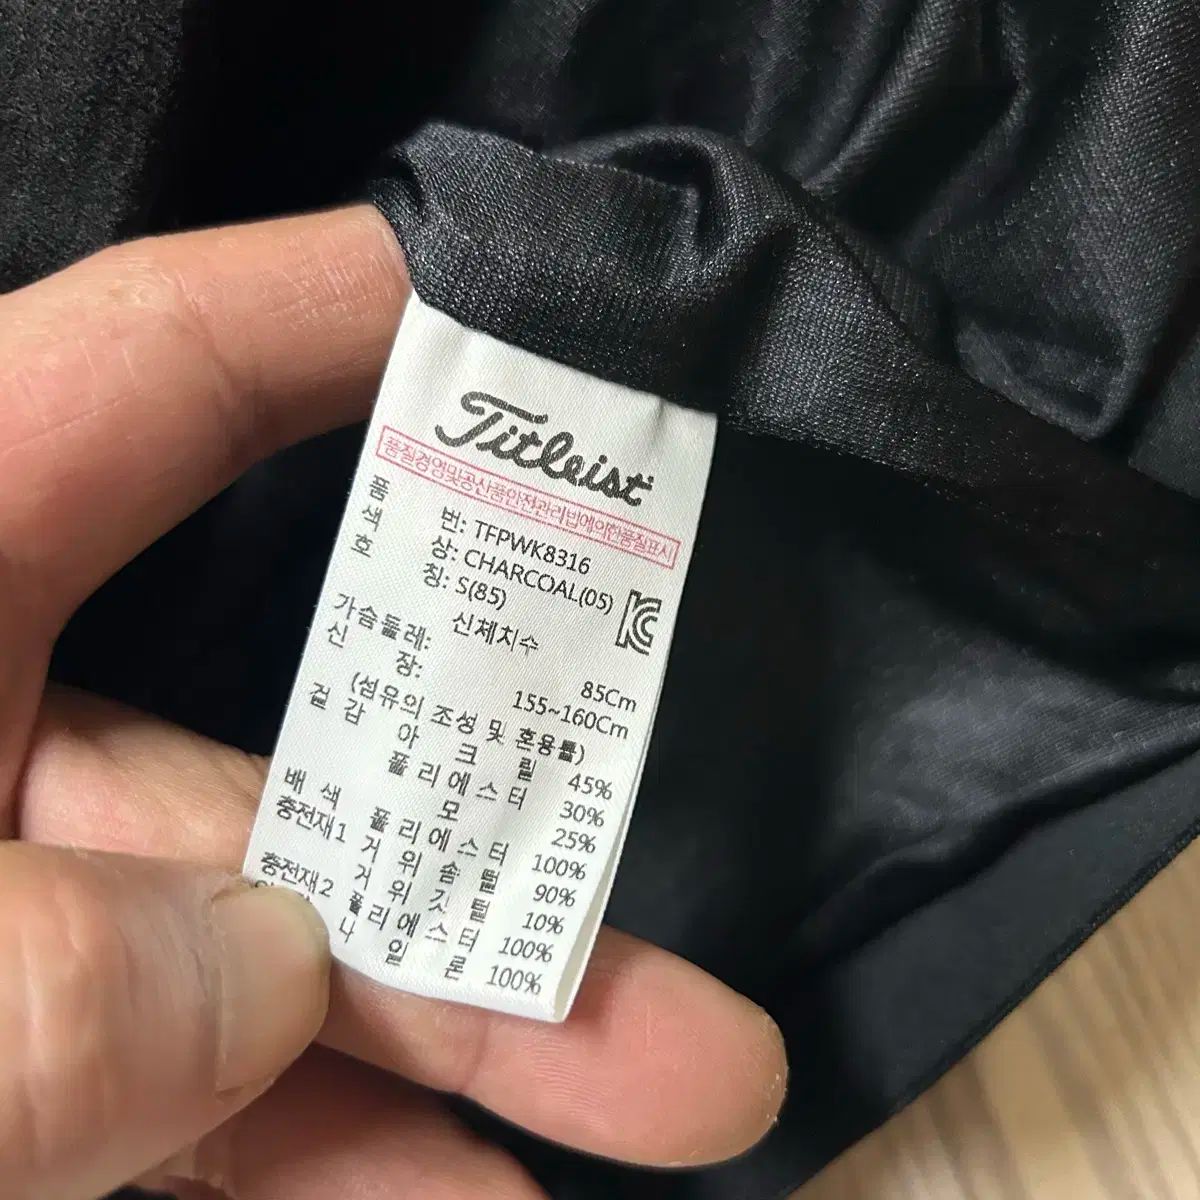 Titleist
품질경영및공산품안전관리법에의한품질표시
품 번: TFPWK8316
색 상: CHARCOAL(05)
호 칭: S(85)
신체치수
가슴둘레: 85Cm
신 장: 155~160Cm
(섬유의 조성 및 혼용률)
겉 감 아 크 릴 45%
폴 리 에 스 터 30%
모 25%
배 색 폴 리 에 스 터 100%
충전재1 거 위 솜 털 90%
거 위 깃 털 10%
충전재2 폴 리 에 스 터 100%
나 일 론 100%